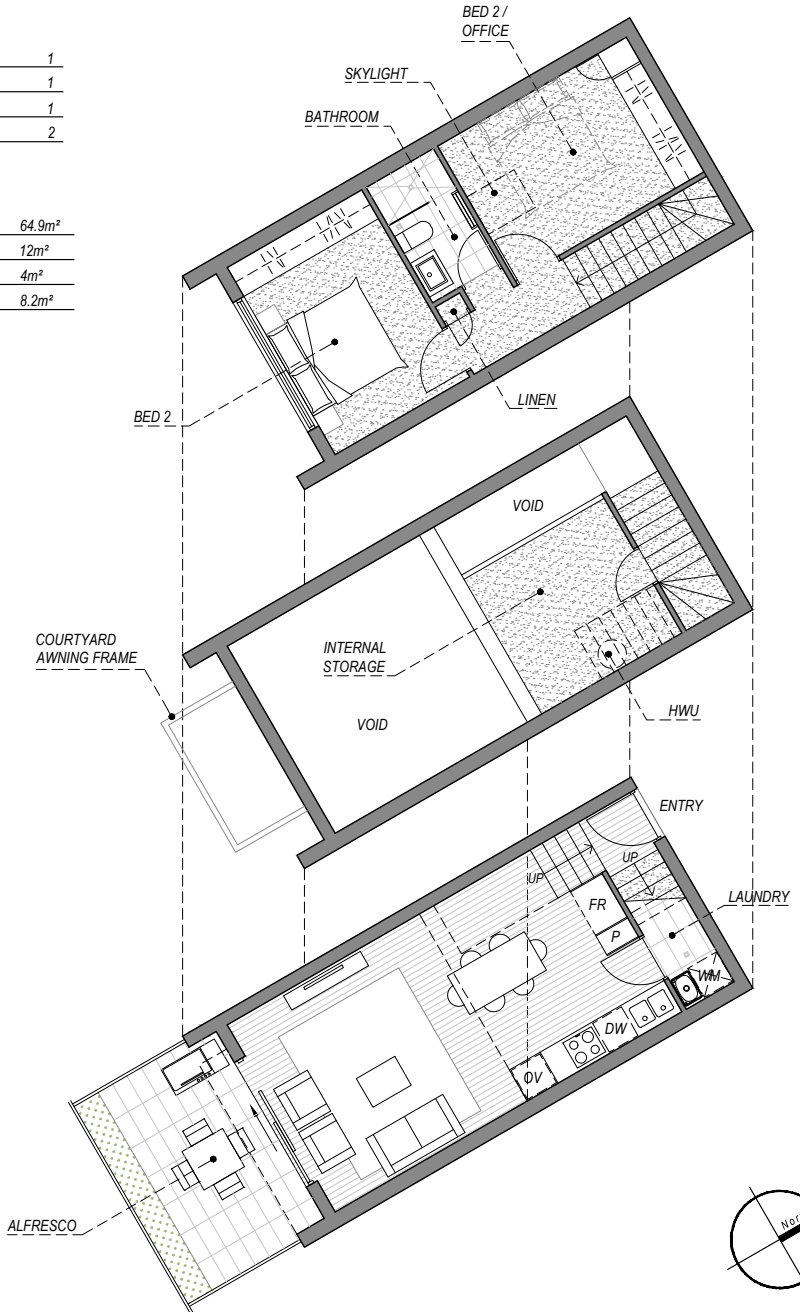 1
1
1
2
64.9m²
12m²
4m²
8.2m²
BED 2 /
OFFICE
SKYLIGHT
BATHROOM
BED 2
LINEN
VOID
COURTYARD
AWNING FRAME
INTERNAL
STORAGE
VOID
HWU
ENTRY
UP
UP
FR
P
LAUNDRY
WM
DW
OV
ALFRESCO